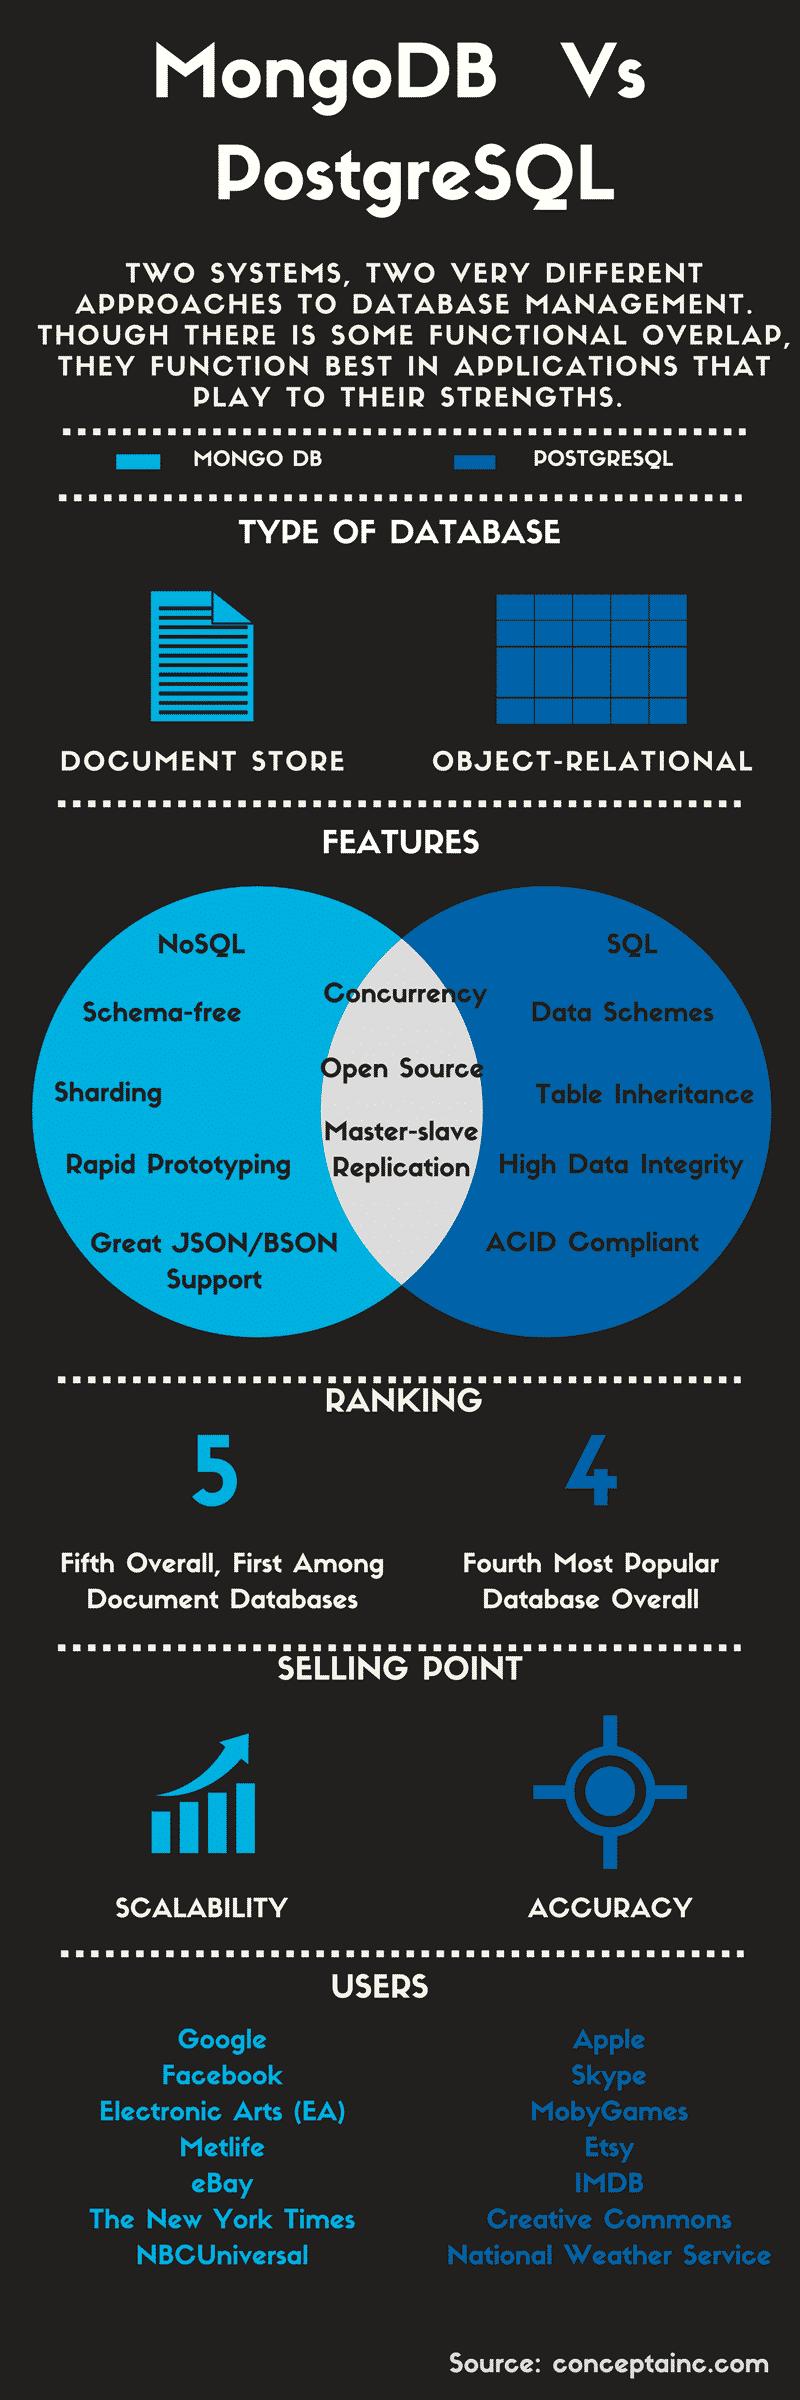 MongoDB Vs
PostgreSQL
TWO SYSTEMS, TWO VERY DIFFERENT
APPROACHES TO DATABASE MANAGEMENT.
THOUGH THERE IS SOME FUNCTIONAL OVERLAP,
THEY FUNCTION BEST IN APPLICATIONS THAT
PLAY TO THEIR STRENGTHS.
MONGO DB
POSTGRESQL
TYPE OF DATABASE
DOCUMENT STORE
OBJECT-RELATIONAL
FEATURES
NoSQL
Schema-free
Sharding
Rapid Prototyping
Great JSON/BSON
Support
Concurrency
Open Source
Master-slave
Replication
SQL
Data Schemes
Table Inheritance
High Data Integrity
ACID Compliant
RANKING
5
Fifth Overall, First Among
Document Databases
4
Fourth Most Popular
Database Overall
SELLING POINT
SCALABILITY
ACCURACY
USERS
Google
Facebook
Electronic Arts (EA)
Metlife
eBay
The New York Times
NBCUniversal
Apple
Skype
MobyGames
Etsy
IMDB
Creative Commons
National Weather Service
Source: conceptainc.com